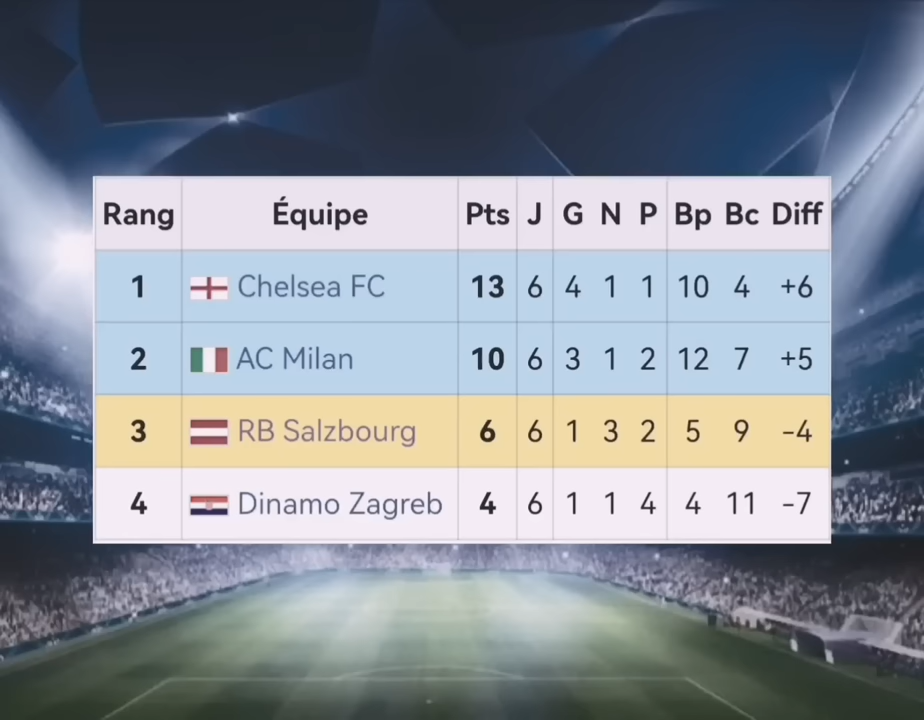 Rang Équipe Pts J G N P Bp Bc Diff
1 Chelsea FC 13 6 4 1 1 10 4 +6
2 AC Milan 10 6 3 1 2 12 7 +5
3 RB Salzbourg 6 6 1 3 2 5 9 -4
4 Dinamo Zagreb 4 6 1 1 4 4 11 -7